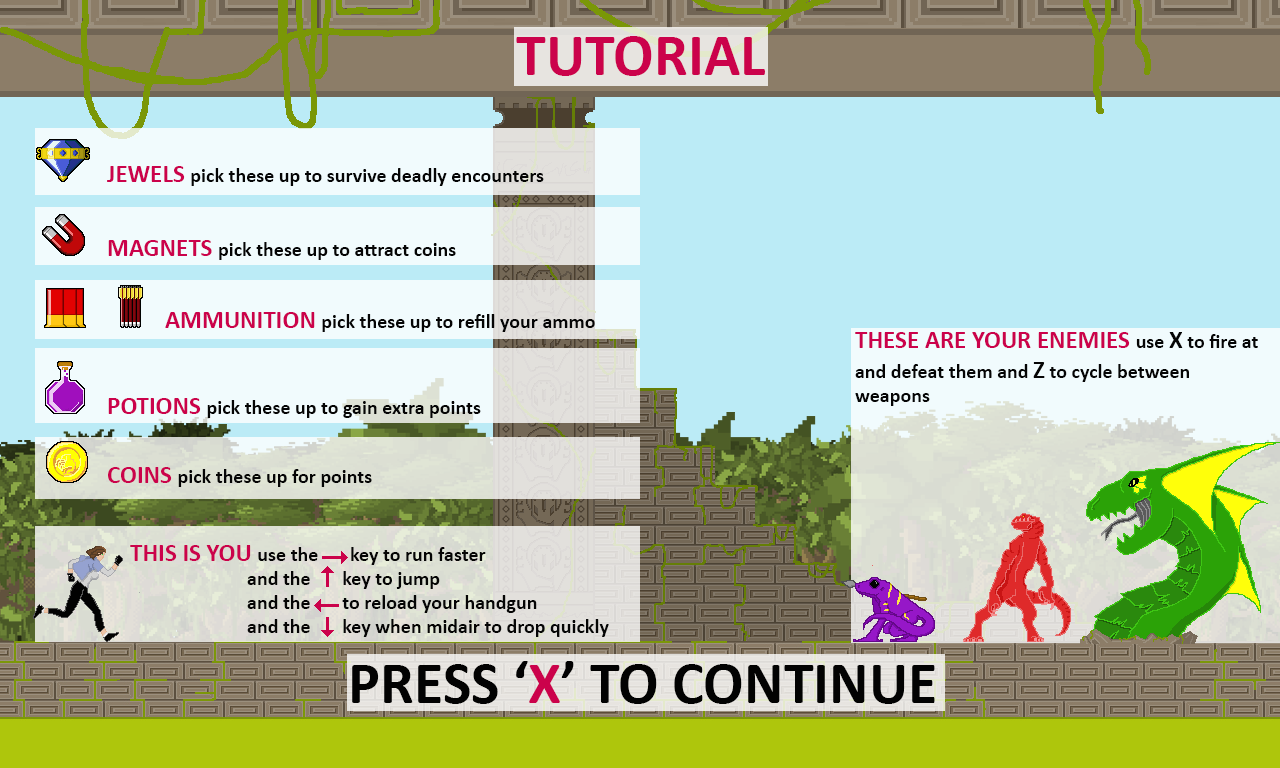 TUTORIAL
JEWELS pick these up to survive deadly encounters
MAGNETS pick these up to attract coins
AMMUNITION pick these up to refill your ammo
POTIONS pick these up to gain extra points
COINS pick these up for points
THIS IS YOU use the → key to run faster
and the ↑ key to jump
and the ← to reload your handgun
and the ↓ key when midair to drop quickly
THESE ARE YOUR ENEMIES use X to fire at
and defeat them and Z to cycle between
weapons
PRESS ‘X’ TO CONTINUE